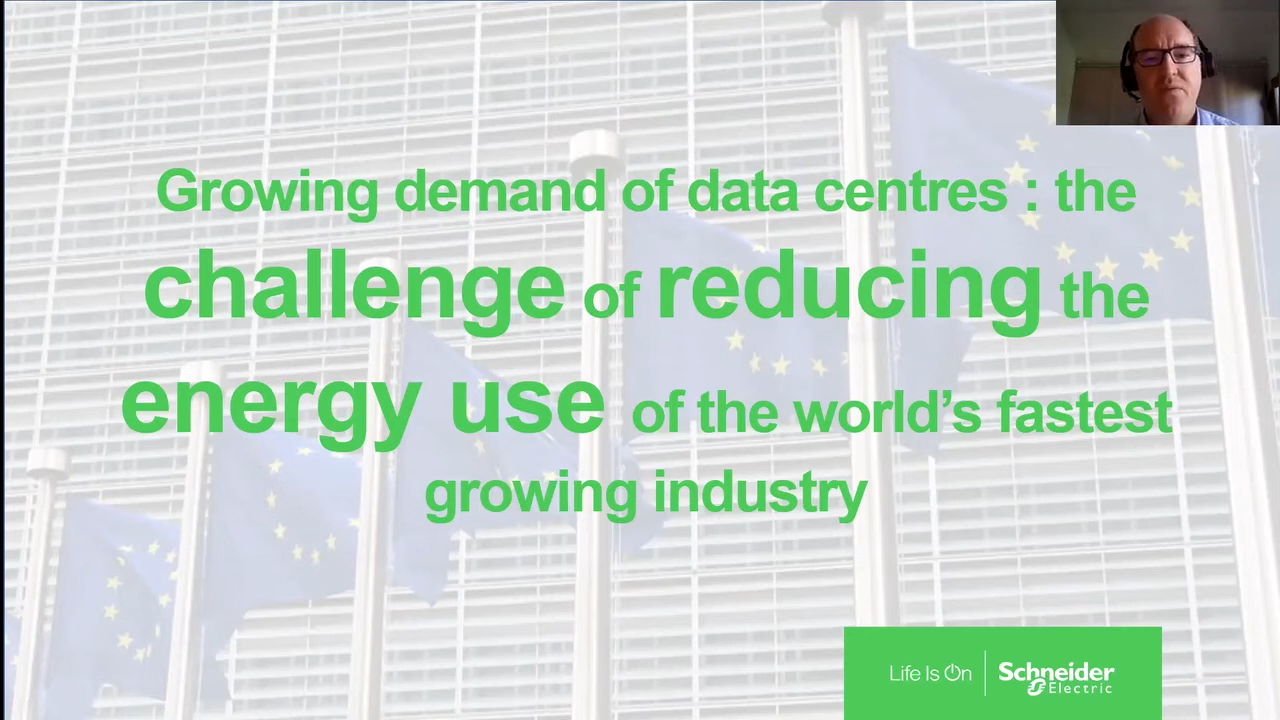 Growing demand of data centres : the
challenge of reducing the
energy use of the world's fastest
growing industry
Life Is On
Schneider
Electric